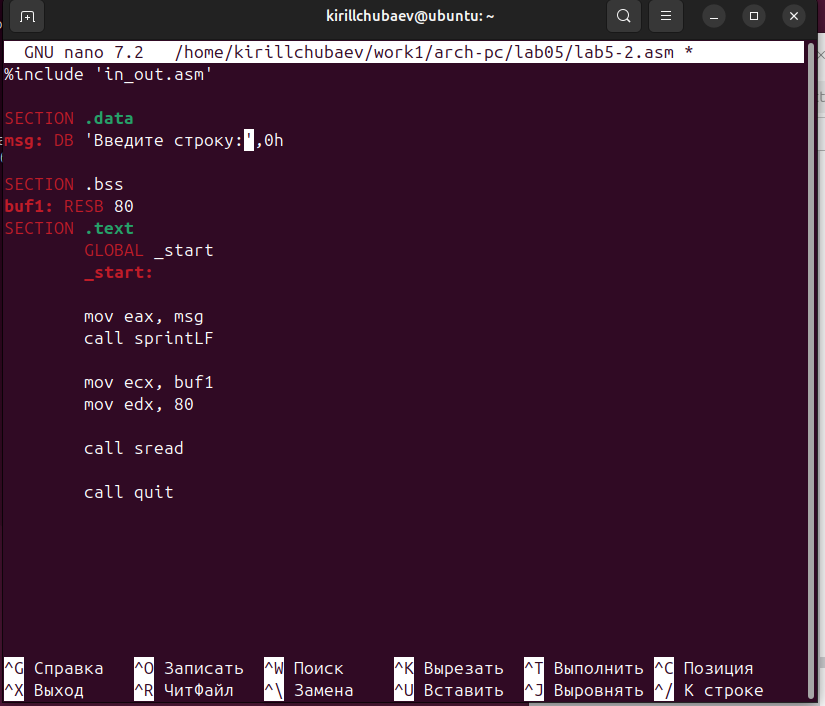 kirillchubaev@ubuntu: ~
GNU nano 7.2 /home/kirillchubaev/work1/arch-pc/lab05/lab5-2.asm *
%include 'in_out.asm'
SECTION .data
msg: DB 'Введите строку:',0h
SECTION .bss
buf1: RESB 80
SECTION .text
GLOBAL _start
_start:
mov eax, msg
call sprintLF
mov ecx, buf1
mov edx, 80
call sread
call quit
^G Справка ^O Записать ^W Поиск ^K Вырезать ^T Выполнить ^C Позиция
^X Выход ^R ЧитФайл ^\ Замена ^U Вставить ^J Выровнять ^/ К строке